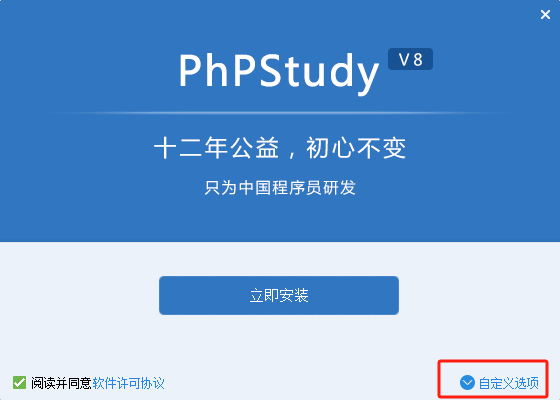 PhPStudy V8
十二年公益，初心不变
只为中国程序员研发
立即安装
阅读并同意软件许可协议
自定义选项